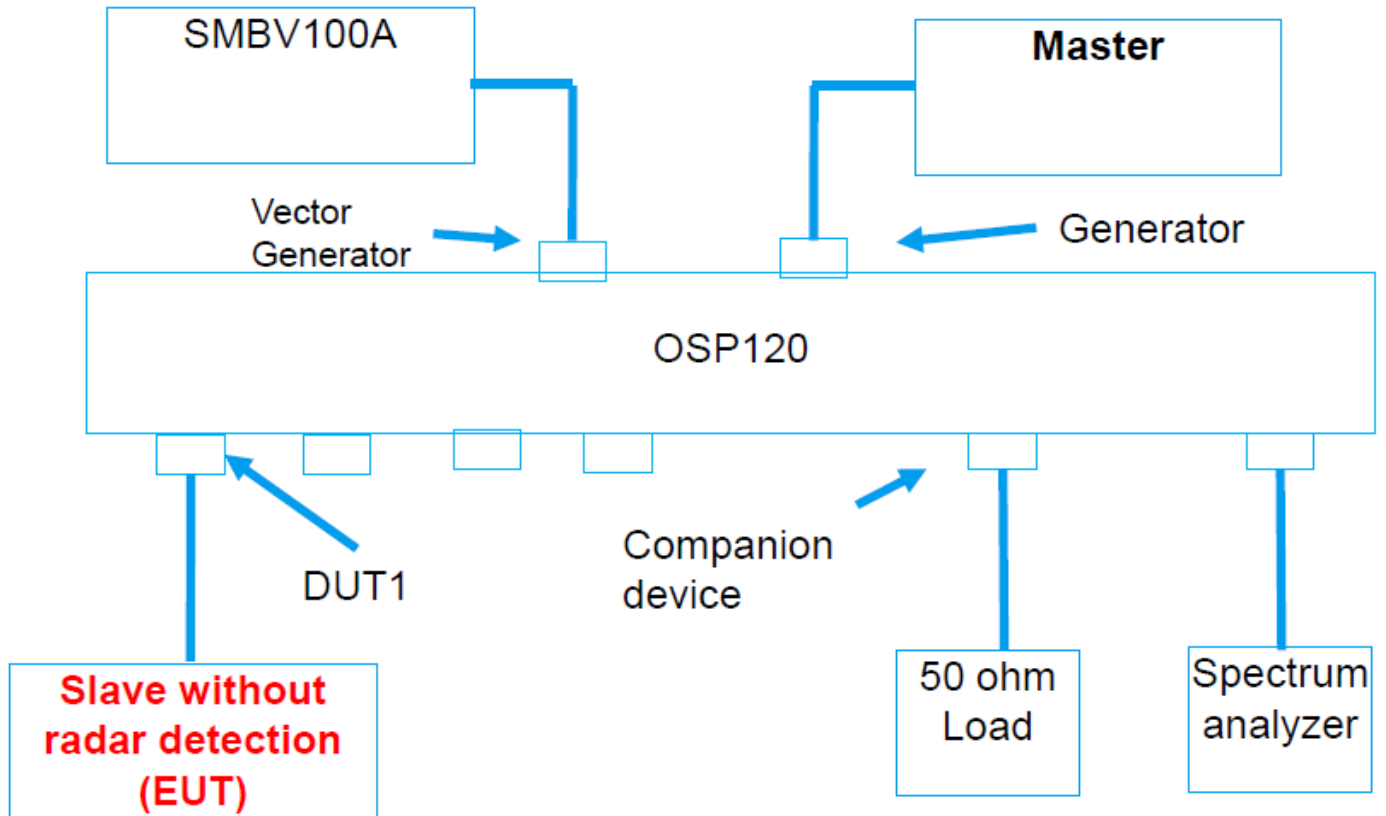 SMBV100A
Master
Vector
Generator
Generator
OSP120
DUT1
Companion
device
Slave without
radar detection
(EUT)
50 ohm
Load
Spectrum
analyzer